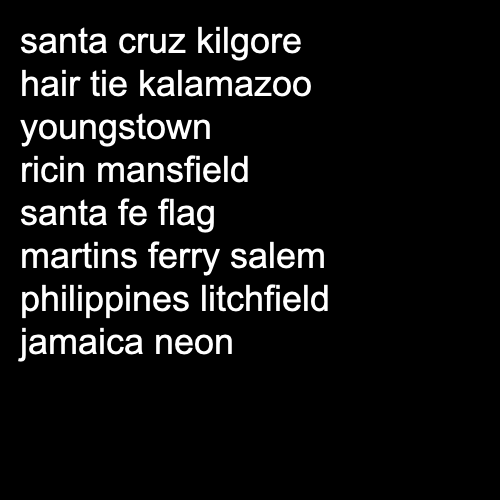 santa cruz kilgore
hair tie kalamazoo
youngstown
ricin mansfield
santa fe flag
martins ferry salem
philippines litchfield
jamaica neon